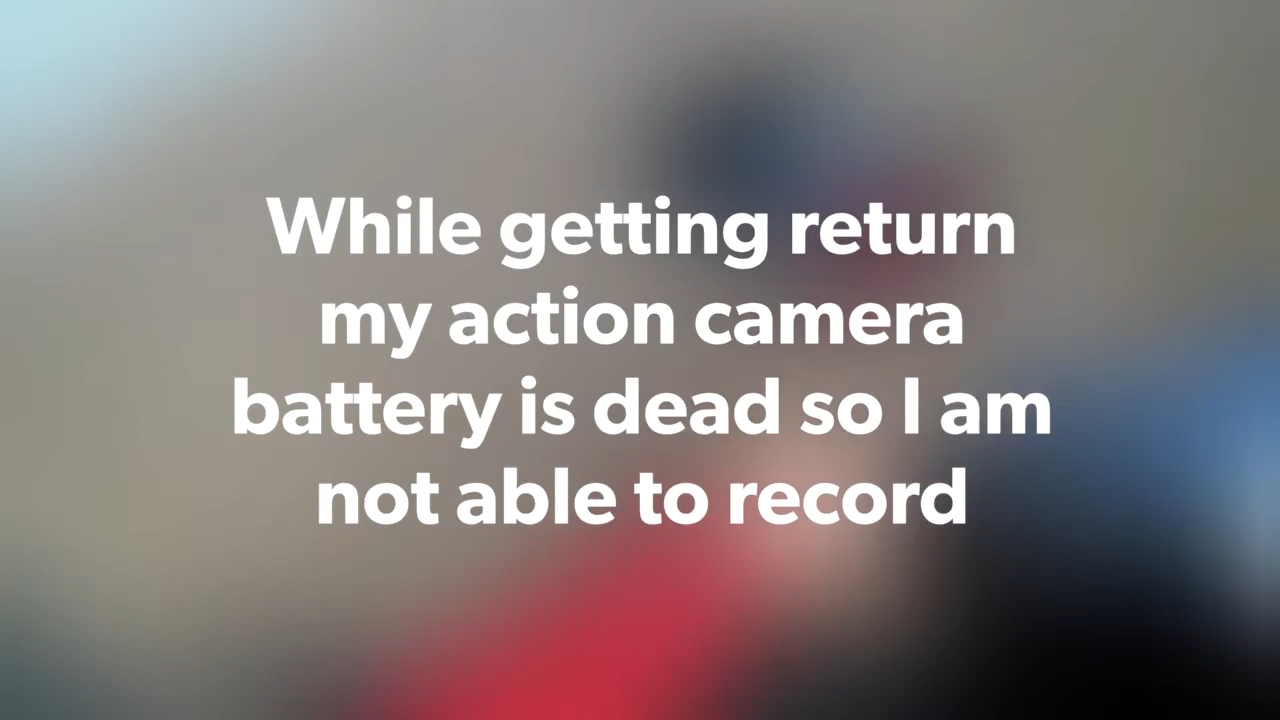 While getting return
my action camera
battery is dead so I am
not able to record